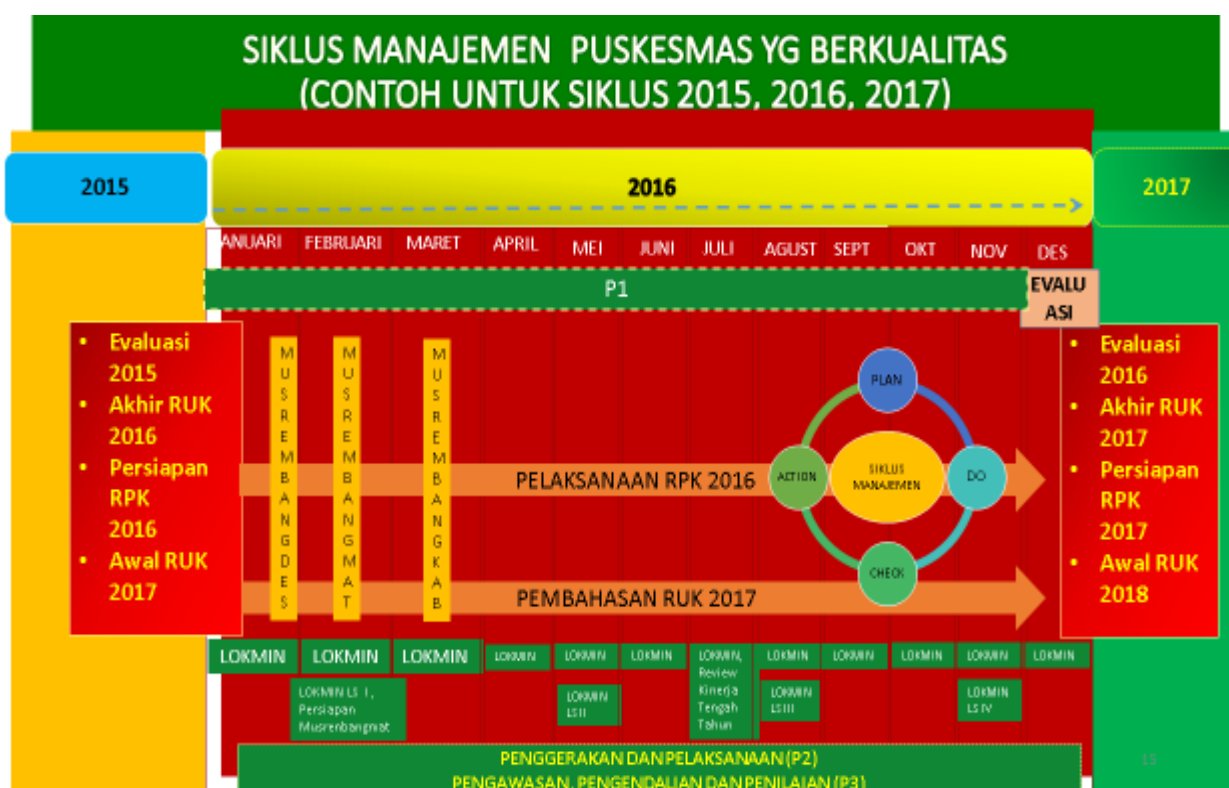 SIKLUS MANAJEMEN PUSKESMAS YG BERKUALITAS
(CONTOH UNTUK SIKLUS 2015, 2016, 2017)
2015
2016
2017
ANUARI
FEBRUARI
MARET
APRIL
MEI
JUNI
JULI
AGUST
SEPT
OKT
NOV
DES
P1
EVALU
ASI
• Evaluasi
2015
• Akhir RUK
2016
• Persiapan
RPK
2016
• Awal RUK
2017
MUSREMBANGDES
MUSREMBANGMAT
MUSREMBANGKAB
PELAKSANAAN RPK 2016
PEMBAHASAN RUK 2017
PLAN
DO
CHECK
ACTION
SIKLUS
MANAJEMEN
• Evaluasi
2016
• Akhir RUK
2017
• Persiapan
RPK
2017
• Awal RUK
2018
LOKMIN
LOKMIN
LOKMIN
LOKMIN
LOKMIN
LOKMIN
LOKMIN,
Review
Kinerja
Tengah
Tahun
LOKMIN
LOKMIN
LOKMIN
LOKMIN
LOKMIN
LOKMIN LS I,
Persiapan
Musrenbangmat
LOKMIN
LS II
LOKMIN
LS III
LOKMIN
LS IV
PENGGERAKAN DAN PELAKSANAAN (P2)
PENGAWASAN, PENGENDALIAN DAN PENILAIAN (P3)
15